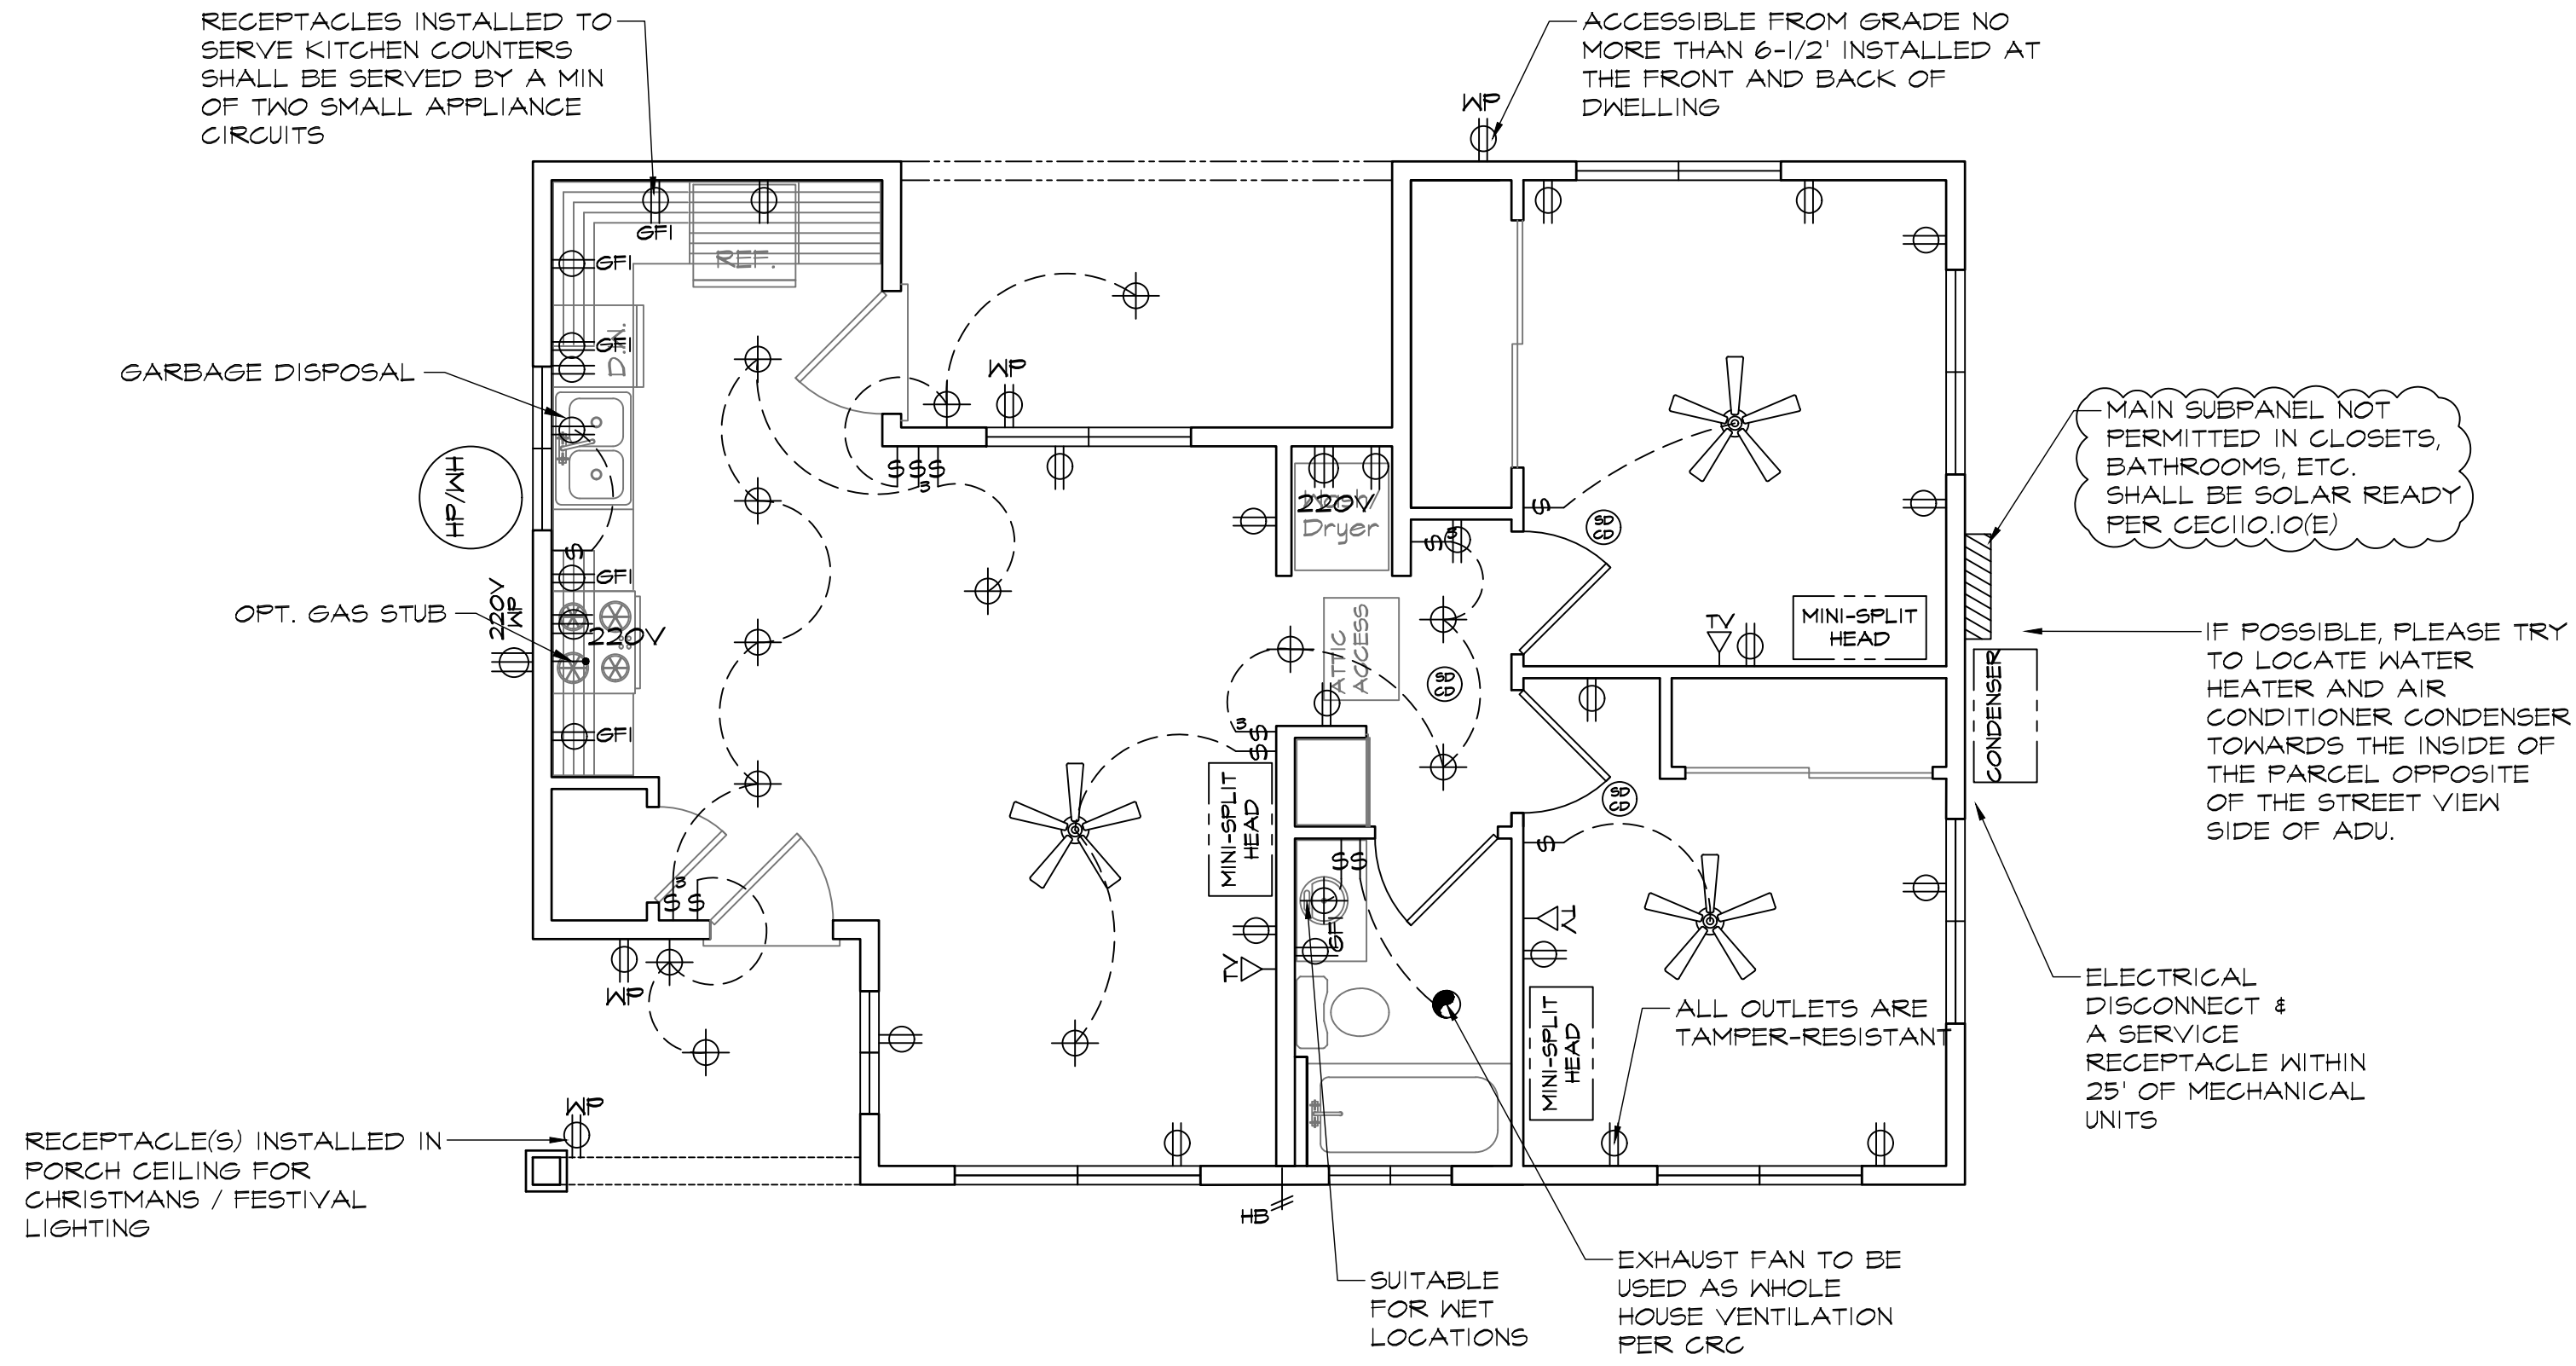 RECEPTACLES INSTALLED TO
SERVE KITCHEN COUNTERS
SHALL BE SERVED BY A MIN
OF TWO SMALL APPLIANCE
CIRCUITS
ACCESSIBLE FROM GRADE NO
MORE THAN 6-1/2' INSTALLED AT
THE FRONT AND BACK OF
DWELLING
WP
GFI
REF.
GFI
GFI
D.W.
GARBAGE DISPOSAL
WP
HP/WH
S S S
3
220V
Wash/
Dryer
S
SD
CD
S
3
MAIN SUBPANEL NOT
PERMITTED IN CLOSETS,
BATHROOMS, ETC.
SHALL BE SOLAR READY
PER CEC110.10(E)
S
GFI
OPT. GAS STUB
220V
WP
220V
GFI
ATTIC
ACCESS
SD
CD
TV
MINI-SPLIT
HEAD
CONDENSER
IF POSSIBLE, PLEASE TRY
TO LOCATE WATER
HEATER AND AIR
CONDITIONER CONDENSER
TOWARDS THE INSIDE OF
THE PARCEL OPPOSITE
OF THE STREET VIEW
SIDE OF ADU.
3
S
S
MINI-SPLIT
HEAD
SD
CD
S
S S
GFI
3
S S
WP
TV
TV
MINI-SPLIT
HEAD
ALL OUTLETS ARE
TAMPER-RESISTANT
ELECTRICAL
DISCONNECT &
A SERVICE
RECEPTACLE WITHIN
25' OF MECHANICAL
UNITS
WP
RECEPTACLE(S) INSTALLED IN
PORCH CEILING FOR
CHRISTMANS / FESTIVAL
LIGHTING
HB
SUITABLE
FOR WET
LOCATIONS
EXHAUST FAN TO BE
USED AS WHOLE
HOUSE VENTILATION
PER CRC